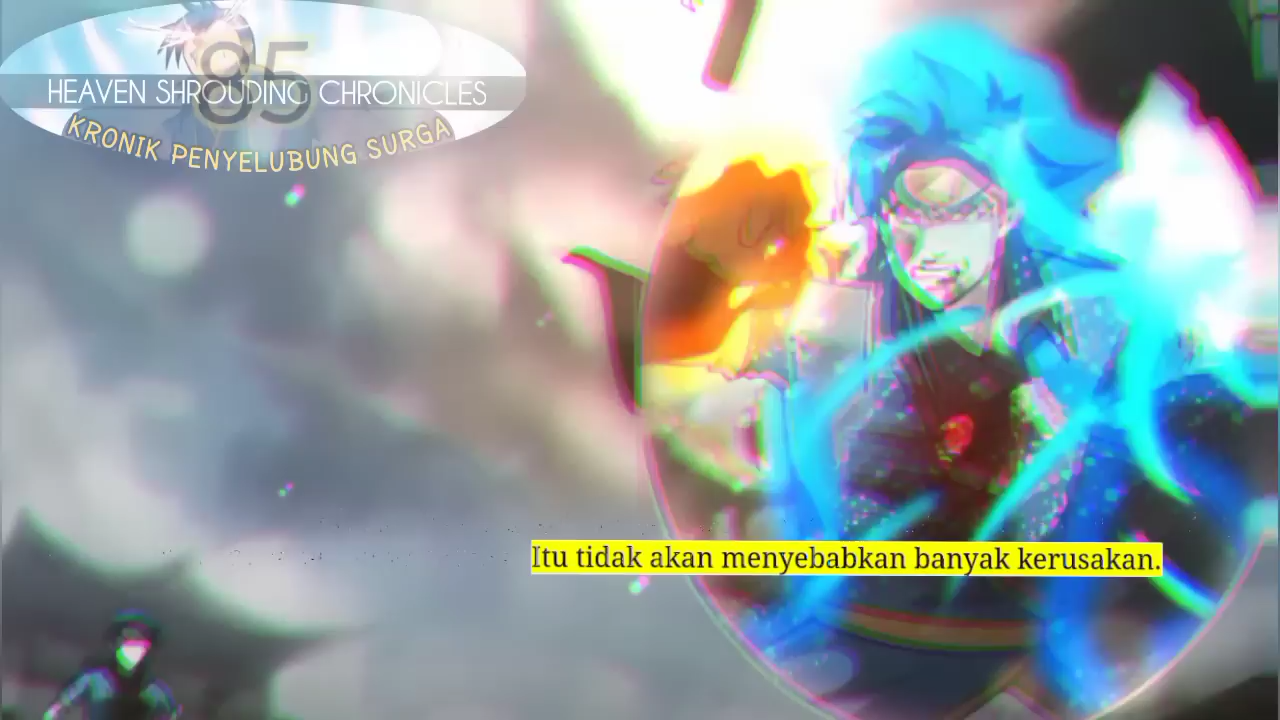 85
HEAVEN SHROUDING CHRONICLES
KRONIK PENYELUBUNG SURGA
Itu tidak akan menyebabkan banyak kerusakan.